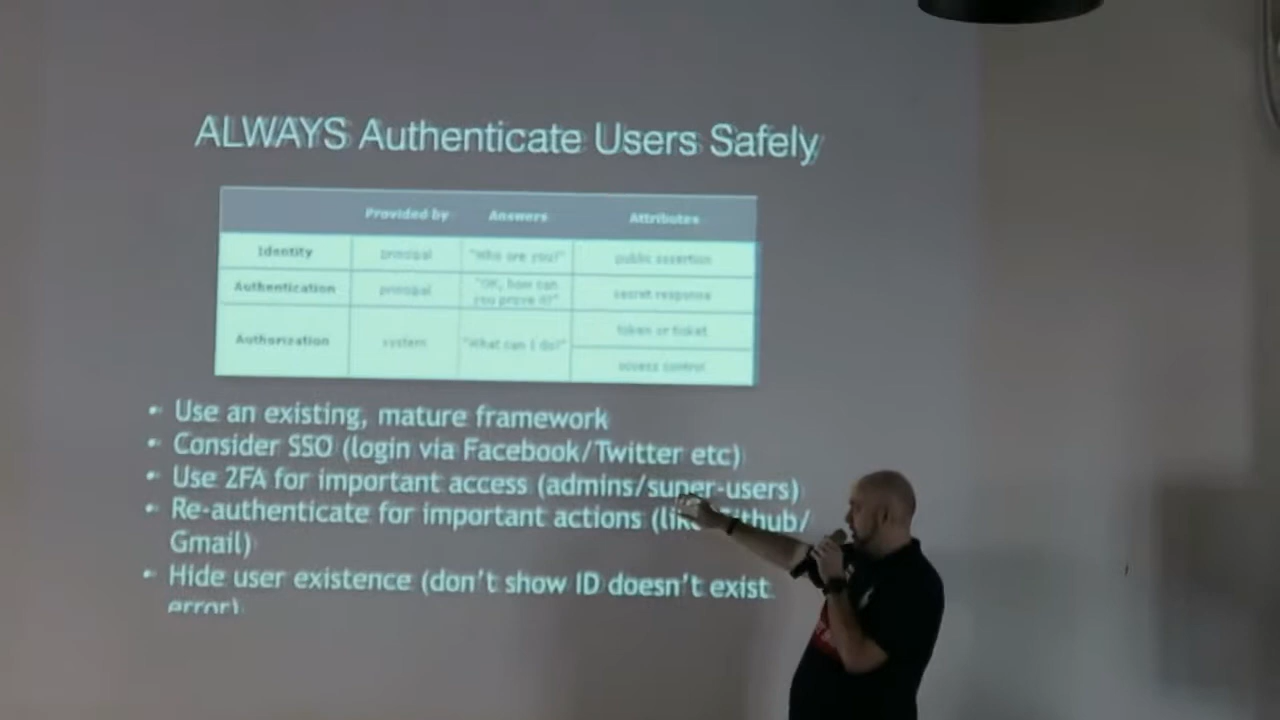 ALWAYS Authenticate Users Safely
Provided by Answers Attributes
Identity principal "Who are you?" public assertion
Authentication principal "OK, how can you prove it?" secret response
Authorization system "What can I do?" token or ticket
access control
• Use an existing, mature framework
• Consider SSO (login via Facebook/Twitter etc)
• Use 2FA for important access (admins/super-users)
• Re-authenticate for important actions (like Github/
Gmail)
• Hide user existence (don't show ID doesn't exist
error)